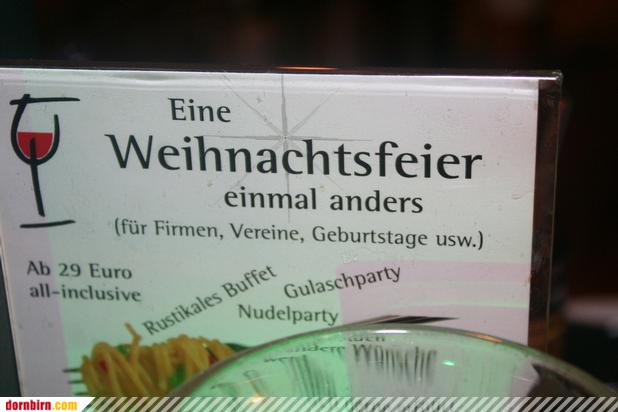 Eine
Weihnachtsfeier
einmal anders
(für Firmen, Vereine, Geburtstage usw.)
Ab 29 Euro
all-inclusive
Rustikales Buffet
Gulaschparty
Nudelparty
Wünsche
dornbirn.com